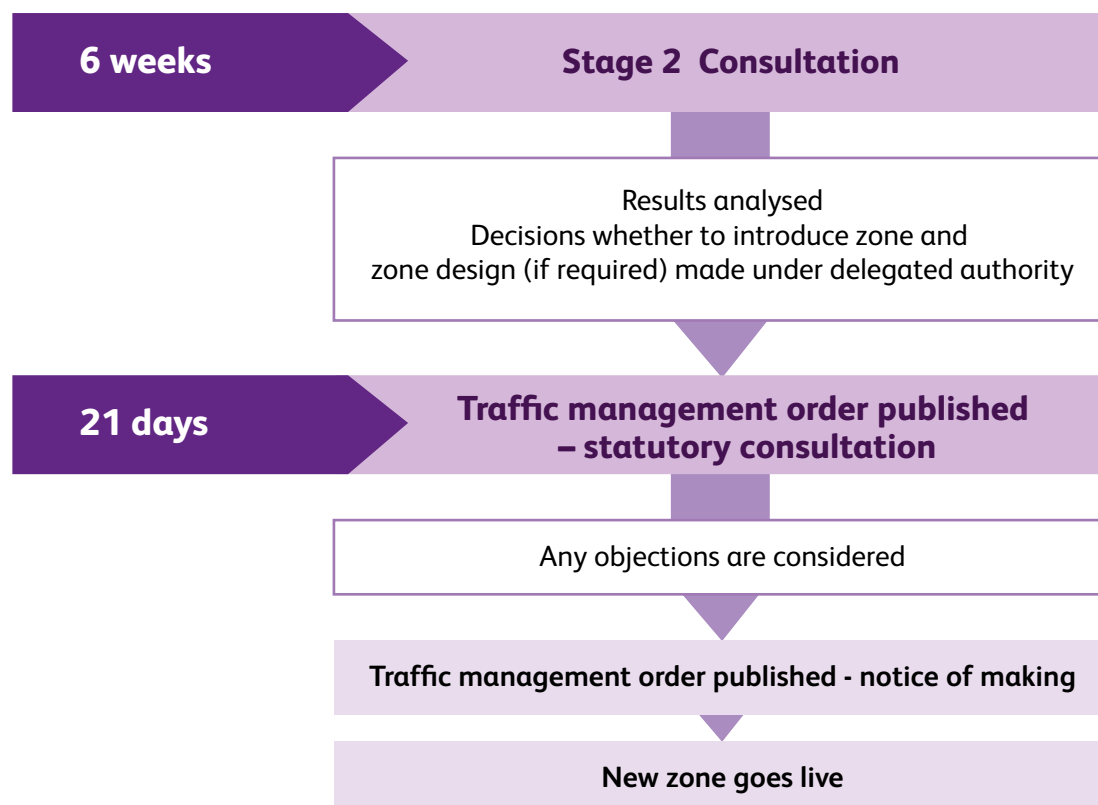 6 weeks
Stage 2  Consultation
Results analysed
Decisions whether to introduce zone and
zone design (if required) made under delegated authority
21 days
Traffic management order published
– statutory consultation
Any objections are considered
Traffic management order published - notice of making
New zone goes live